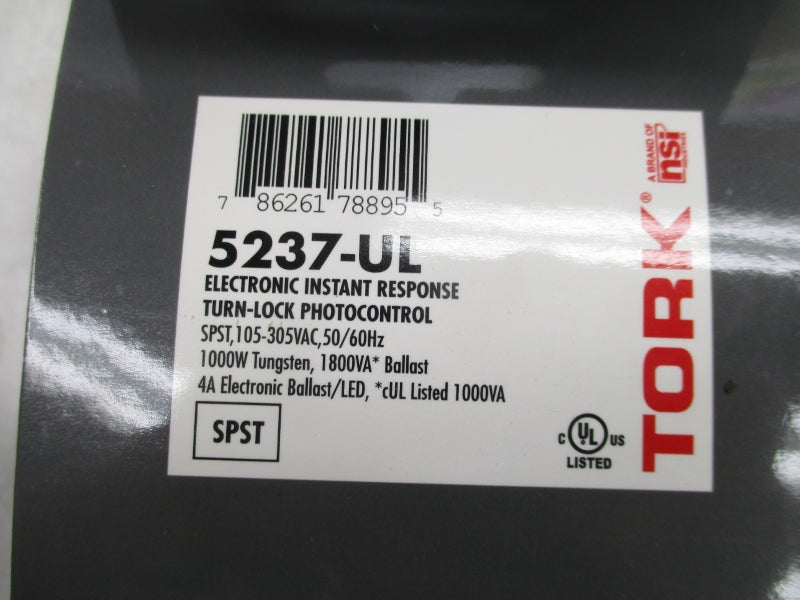 7 86261 78895 5
5237-UL
ELECTRONIC INSTANT RESPONSE
TURN-LOCK PHOTOCONTROL
SPST,105-305VAC,50/60Hz
1000W Tungsten, 1800VA* Ballast
4A Electronic Ballast/LED, *cUL Listed 1000VA
SPST
C UL US
LISTED
TORK®
A BRAND OF
nsi
INDUSTRIES